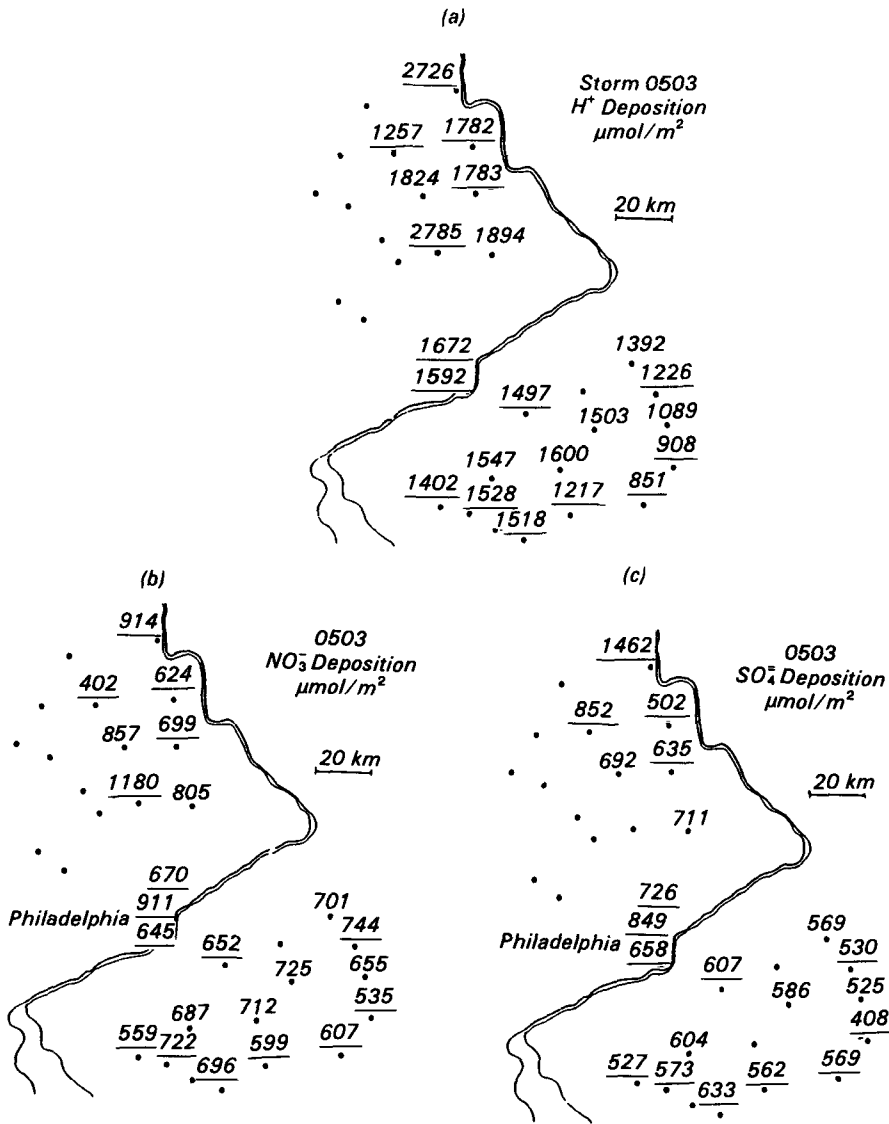 (a)
2726
Storm 0503
H⁺ Deposition
μmol/m²
1257 1782
1824 1783
20 km
2785 1894
1672
1592
1392
1226
1497
1503 1089
908
1547 1600
1402 1528 1217 851
1518
(b)
914
0503
NO₃⁻ Deposition
μmol/m²
402 624
857 699
20 km
1180 805
670
Philadelphia 911
645
701
744
652
725 655
535
687 712
559 722 599 607
696
(c)
1462
0503
SO₄⁼ Deposition
μmol/m²
852 502
692 635
20 km
711
726
849
Philadelphia 658
569
530
607
586 525
408
604
527 573 562 569
633